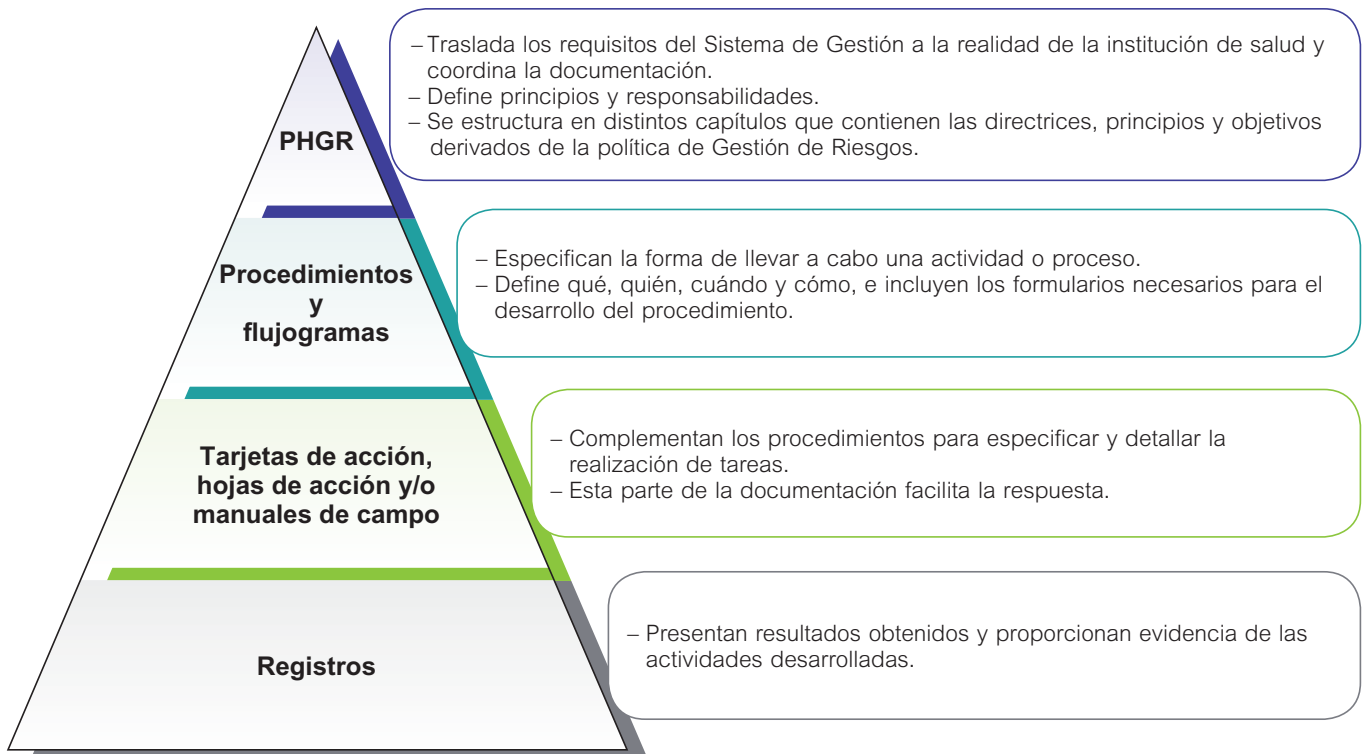 PHGR
– Traslada los requisitos del Sistema de Gestión a la realidad de la institución de salud y
coordina la documentación.
– Define principios y responsabilidades.
– Se estructura en distintos capítulos que contienen las directrices, principios y objetivos
derivados de la política de Gestión de Riesgos.
Procedimientos
y
flujogramas
– Especifican la forma de llevar a cabo una actividad o proceso.
– Define qué, quién, cuándo y cómo, e incluyen los formularios necesarios para el
desarrollo del procedimiento.
Tarjetas de acción,
hojas de acción y/o
manuales de campo
– Complementan los procedimientos para especificar y detallar la
realización de tareas.
– Esta parte de la documentación facilita la respuesta.
Registros
– Presentan resultados obtenidos y proporcionan evidencia de las
actividades desarrolladas.